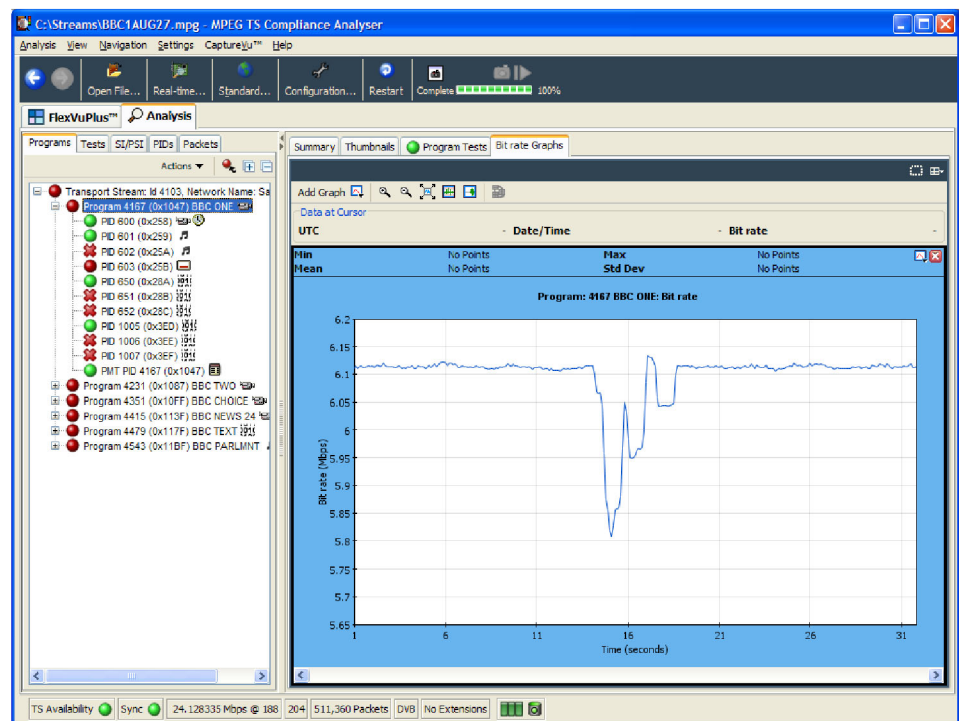 C:\Streams\BBC1AUG27.mpg - MPEG TS Compliance Analyser
Analysis View Navigation Settings CaptureVu™ Help
Open File... Real-time... Standard... Configuration... Restart Complete 100%
FlexVuPlus™ Analysis
Programs Tests SI/PSI PIDs Packets
Actions
Transport Stream: Id 4103, Network Name: Sa
Program 4167 (0x1047) BBC ONE
PID 600 (0x258)
PID 601 (0x259)
PID 602 (0x25A)
PID 603 (0x25B)
PID 650 (0x28A)
PID 651 (0x28B)
PID 652 (0x28C)
PID 1005 (0x3ED)
PID 1006 (0x3EE)
PID 1007 (0x3EF)
PMT PID 4167 (0x1047)
Program 4231 (0x1087) BBC TWO
Program 4351 (0x10FF) BBC CHOICE
Program 4415 (0x113F) BBC NEWS 24
Program 4479 (0x117F) BBC TEXT
Program 4543 (0x11BF) BBC PARLMNT
Summary Thumbnails Program Tests Bit rate Graphs
Add Graph
Data at Cursor
UTC - Date/Time - Bit rate -
Min No Points Max No Points
Mean No Points Std Dev No Points
Program: 4167 BBC ONE: Bit rate
6.2
6.15
6.1
6.05
6
5.95
5.9
5.85
5.8
5.75
5.7
5.65
Bit rate (Mbps)
1 6 11 16 21 26 31
Time (seconds)
TS Availability Sync 24.128335 Mbps @ 188 204 511,360 Packets DVB No Extensions